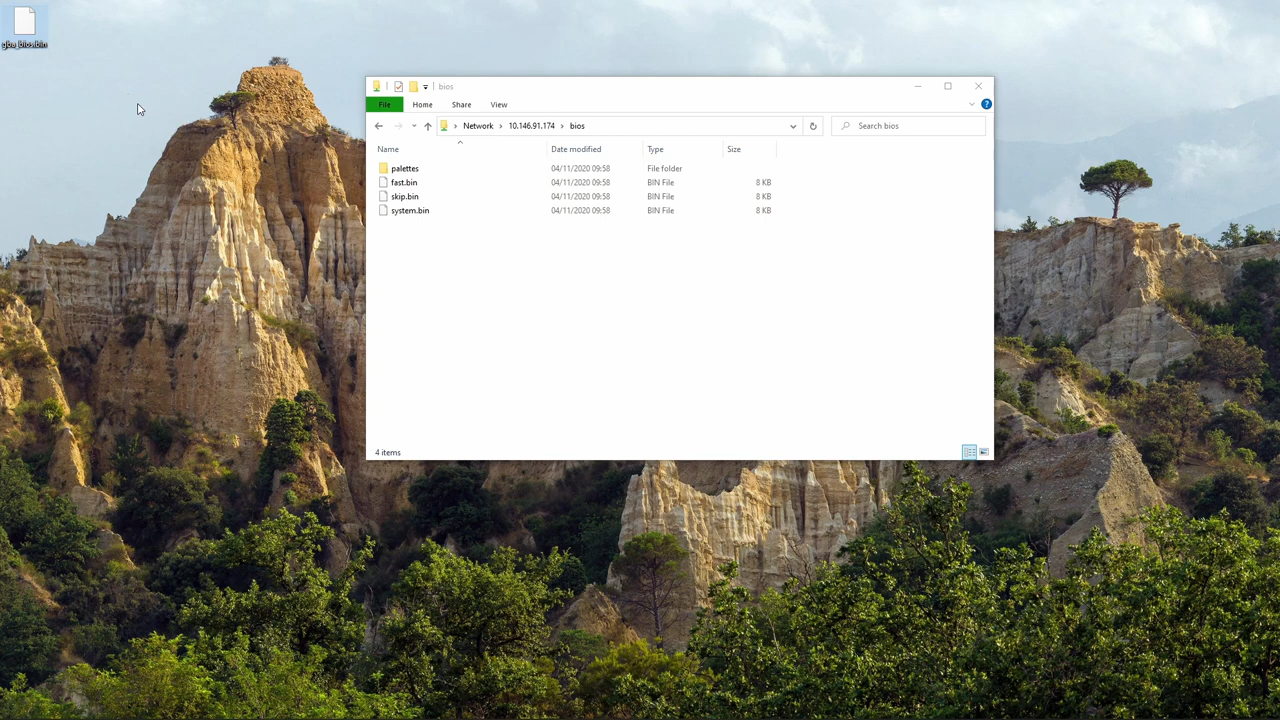 gba_bios.bin
bios
File Home Share View
Network 10.146.91.174 bios
Search bios
Name Date modified Type Size
palettes 04/11/2020 09:58 File folder
fast.bin 04/11/2020 09:58 BIN File 8 KB
skip.bin 04/11/2020 09:58 BIN File 8 KB
system.bin 04/11/2020 09:58 BIN File 8 KB
4 items